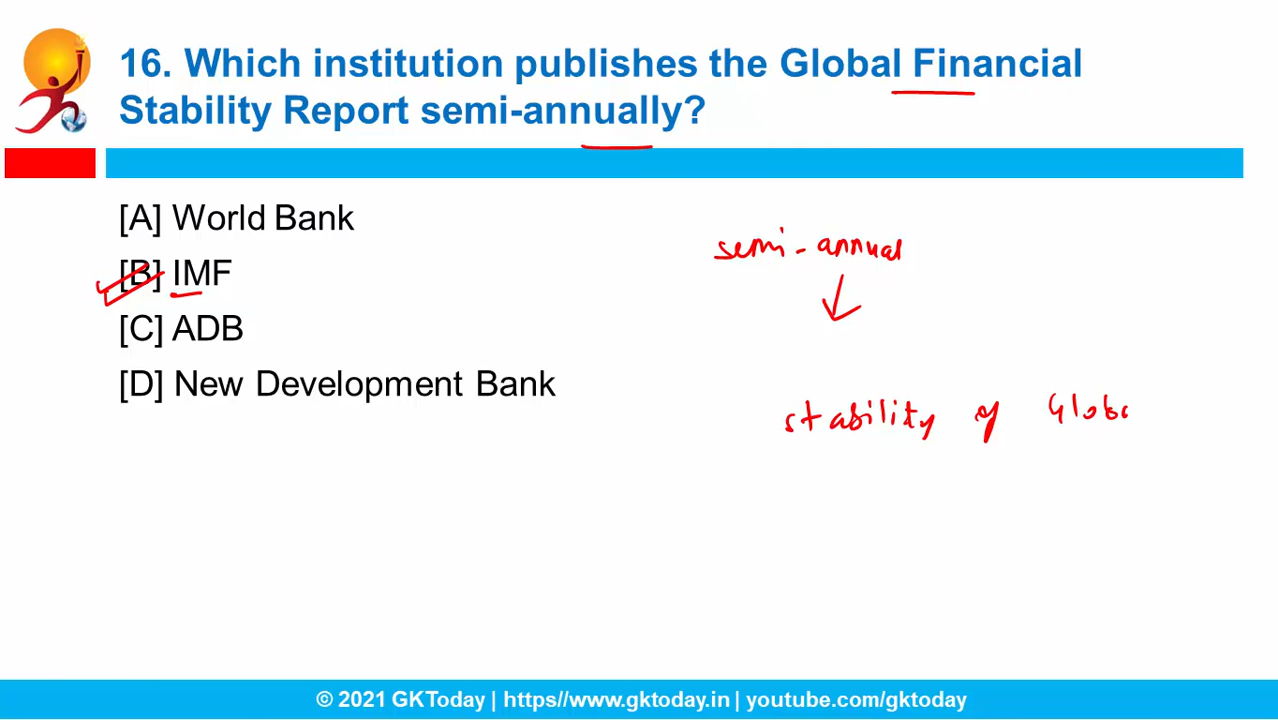 16. Which institution publishes the Global Financial
Stability Report semi-annually?
[A] World Bank
[B] IMF
[C] ADB
[D] New Development Bank
semi-annual
stability of Globa
© 2021 GKToday | https//www.gktoday.in | youtube.com/gktoday